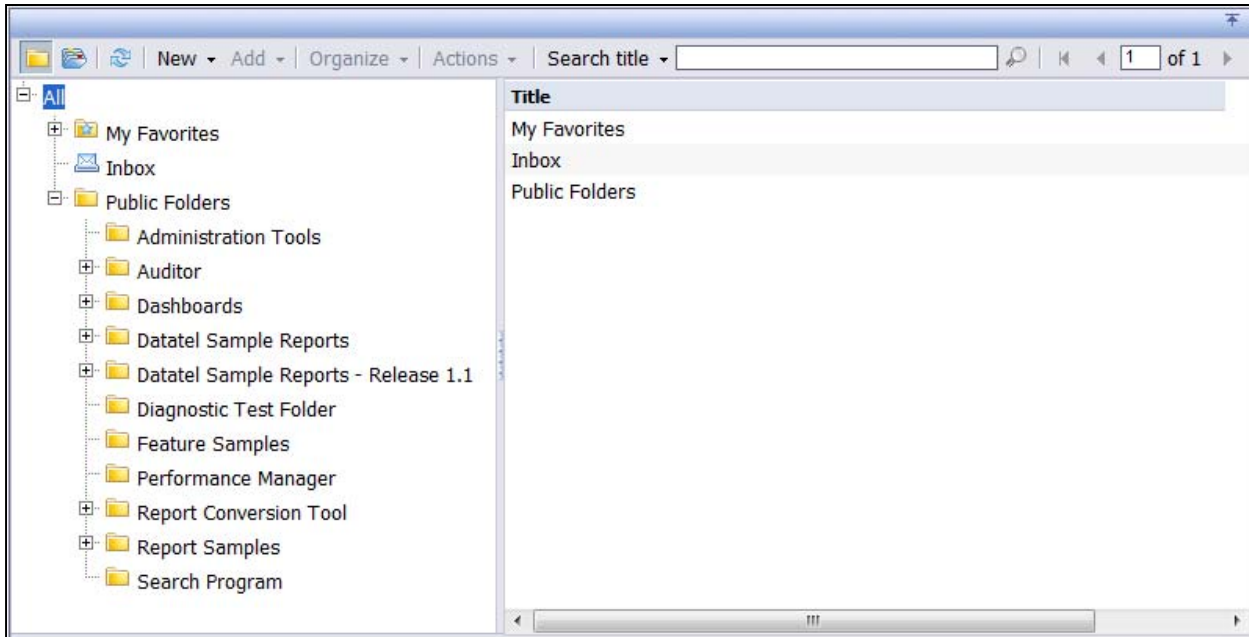 New Add Organize Actions Search title 1 of 1
All
My Favorites
Inbox
Public Folders
Administration Tools
Auditor
Dashboards
Datatel Sample Reports
Datatel Sample Reports - Release 1.1
Diagnostic Test Folder
Feature Samples
Performance Manager
Report Conversion Tool
Report Samples
Search Program
Title
My Favorites
Inbox
Public Folders